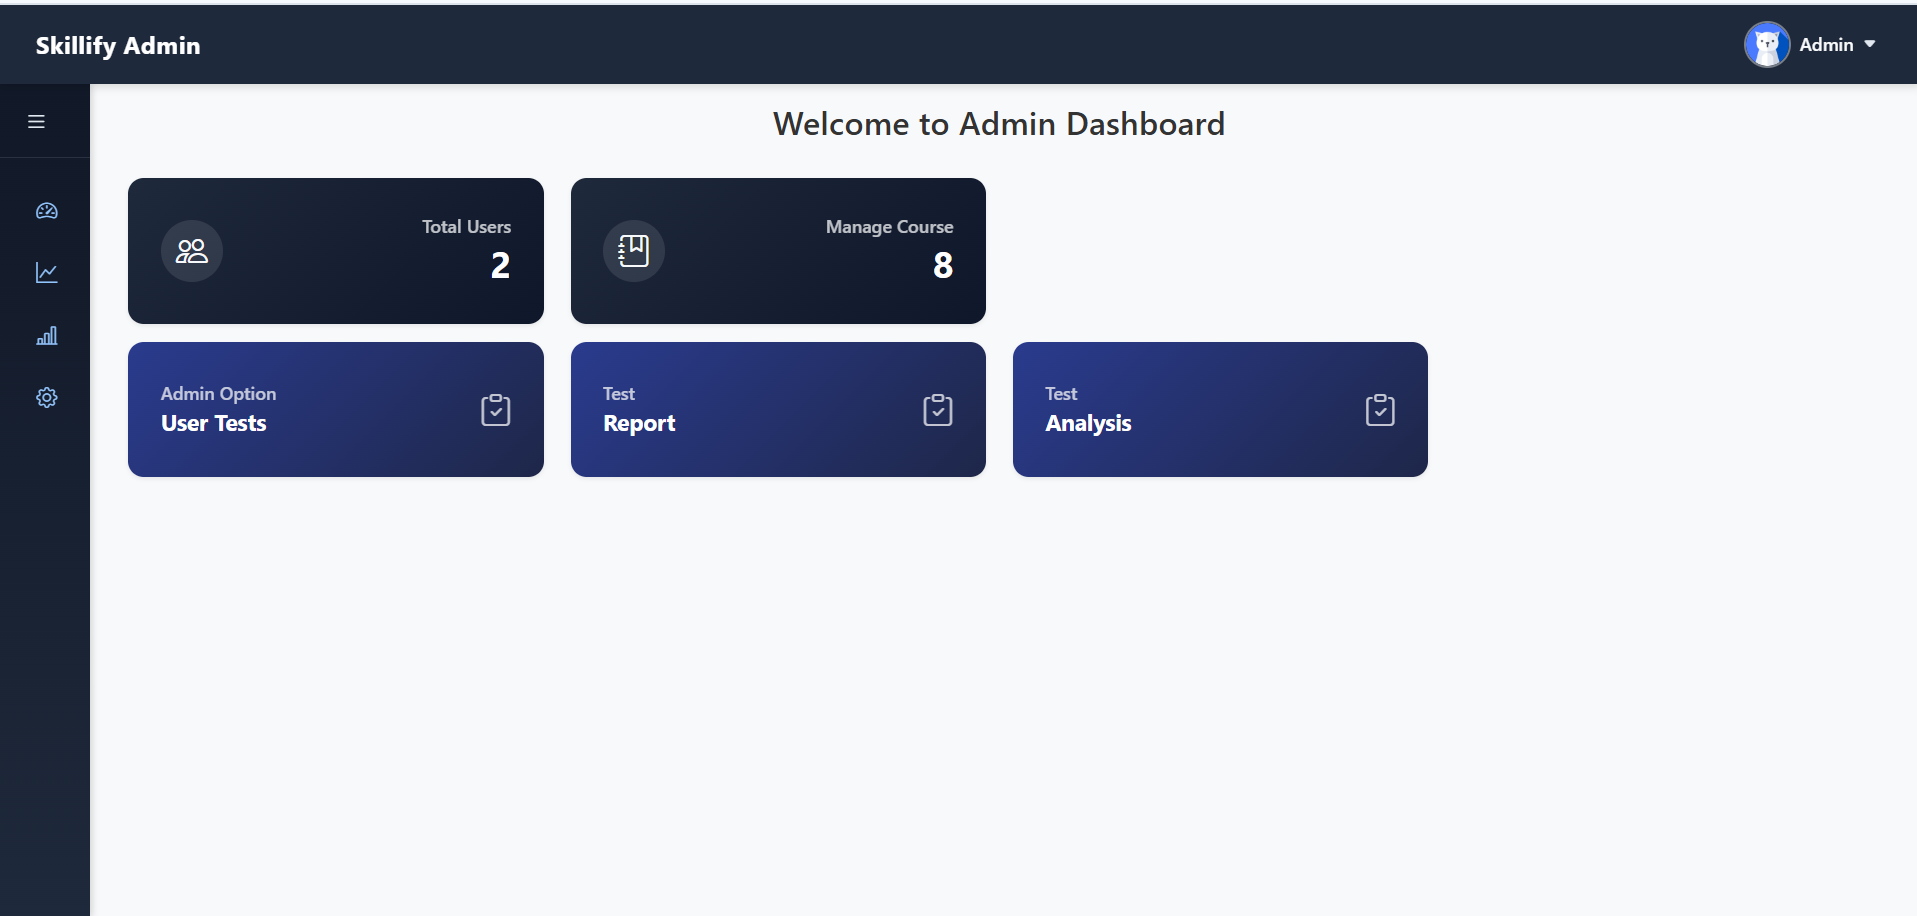 Skillify Admin
Admin
Welcome to Admin Dashboard
Total Users
2
Manage Course
8
Admin Option
User Tests
Test
Report
Test
Analysis